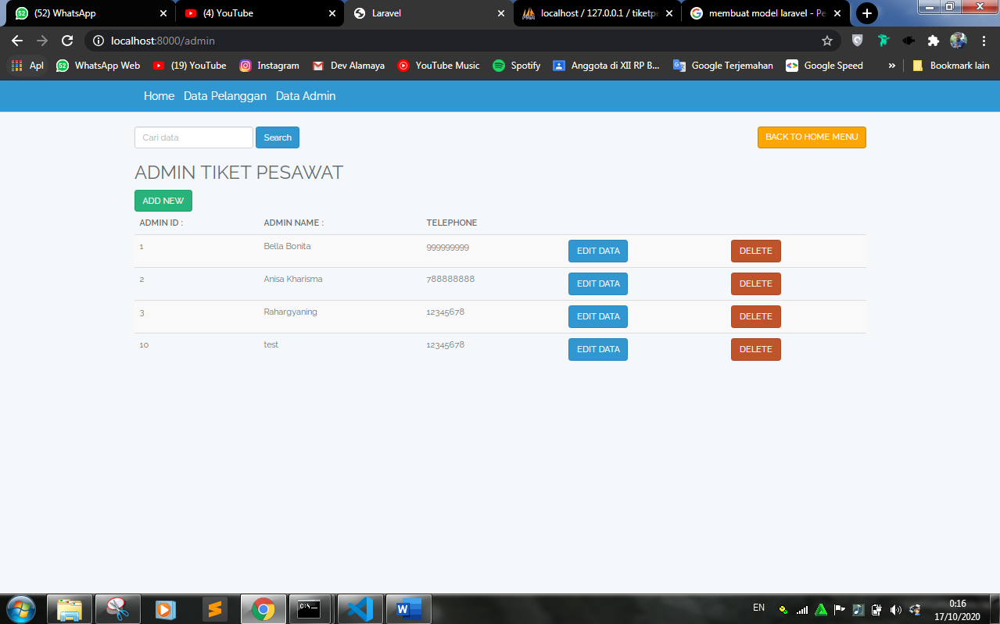 (52) WhatsApp
(4) YouTube
Laravel
localhost / 127.0.0.1 / tiketp
membuat model laravel - Pe
localhost:8000/admin
Apl
WhatsApp Web
(19) YouTube
Instagram
Dev Alamaya
YouTube Music
Spotify
Anggota di XII RP B...
Google Terjemahan
Google Speed
»
Bookmark lain
Home Data Pelanggan Data Admin
Cari data Search BACK TO HOME MENU
ADMIN TIKET PESAWAT
ADD NEW
ADMIN ID : ADMIN NAME : TELEPHONE
1 Bella Bonita 999999999 EDIT DATA DELETE
2 Anisa Kharisma 788888888 EDIT DATA DELETE
3 Rahargyaning 12345678 EDIT DATA DELETE
10 test 12345678 EDIT DATA DELETE
EN
0:16
17/10/2020